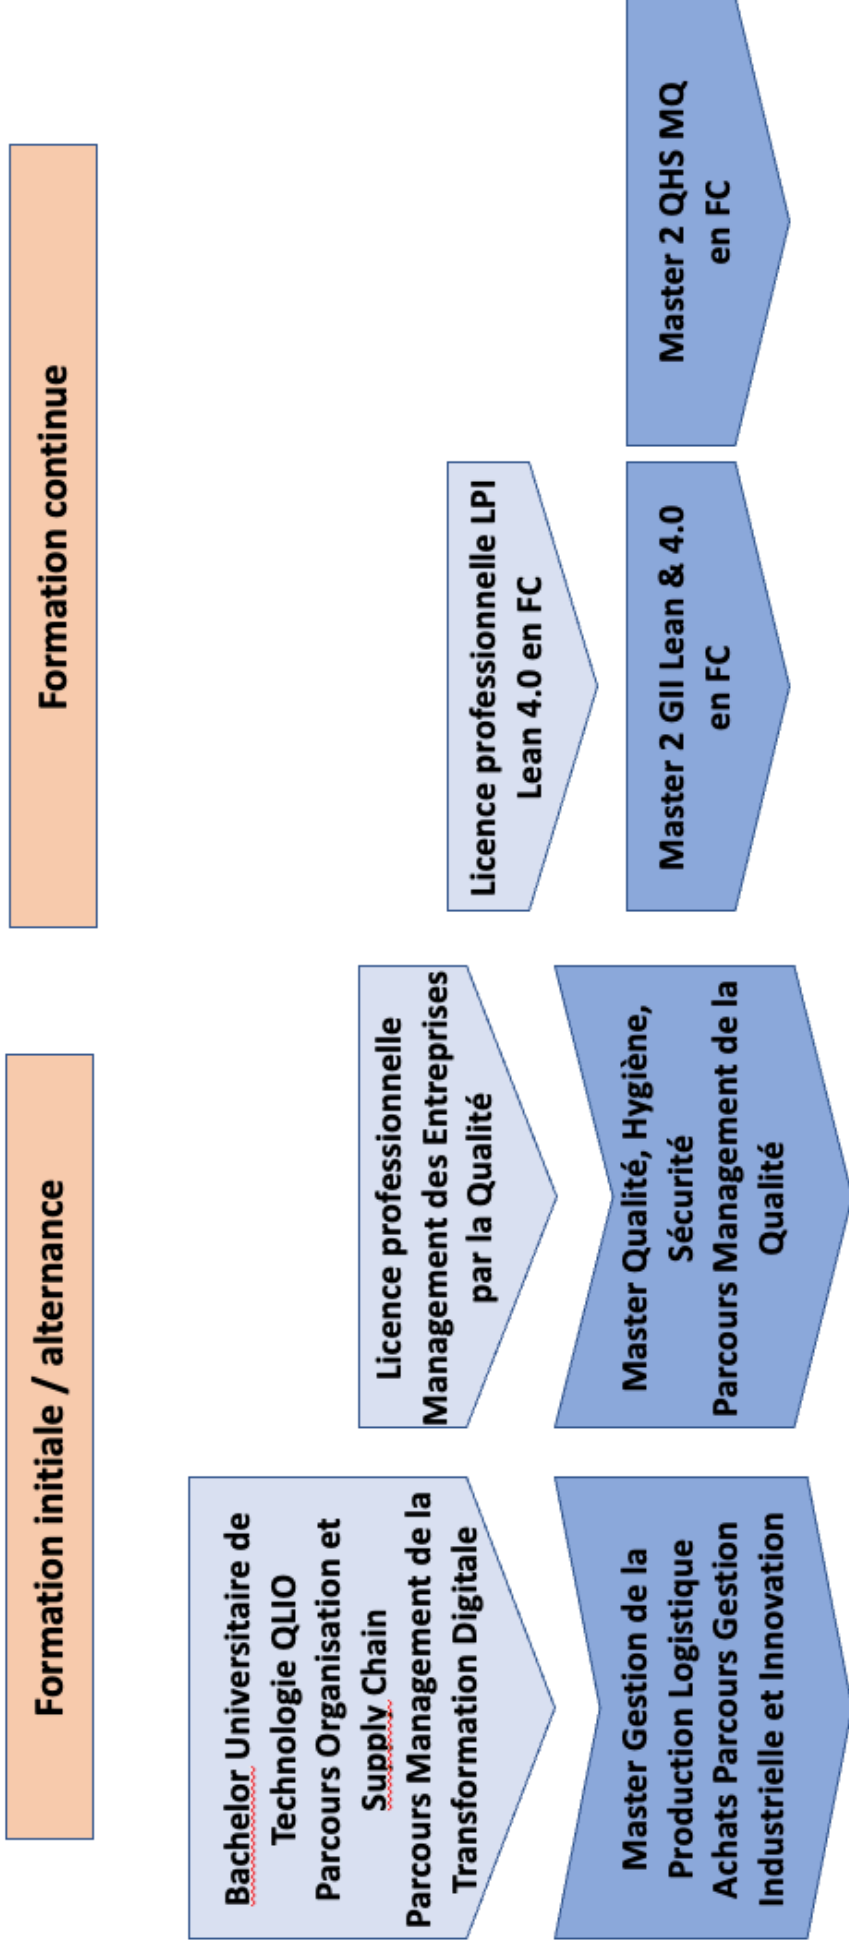 Formation initiale / alternance
Formation continue
Bachelor Universitaire de
Technologie QLIO
Parcours Organisation et
Supply Chain
Parcours Management de la
Transformation Digitale
Licence professionnelle
Management des Entreprises
par la Qualité
Licence professionnelle LPI
Lean 4.0 en FC
Master Gestion de la
Production Logistique
Achats Parcours Gestion
Industrielle et Innovation
Master Qualité, Hygiène,
Sécurité
Parcours Management de la
Qualité
Master 2 GII Lean & 4.0
en FC
Master 2 QHS MQ
en FC